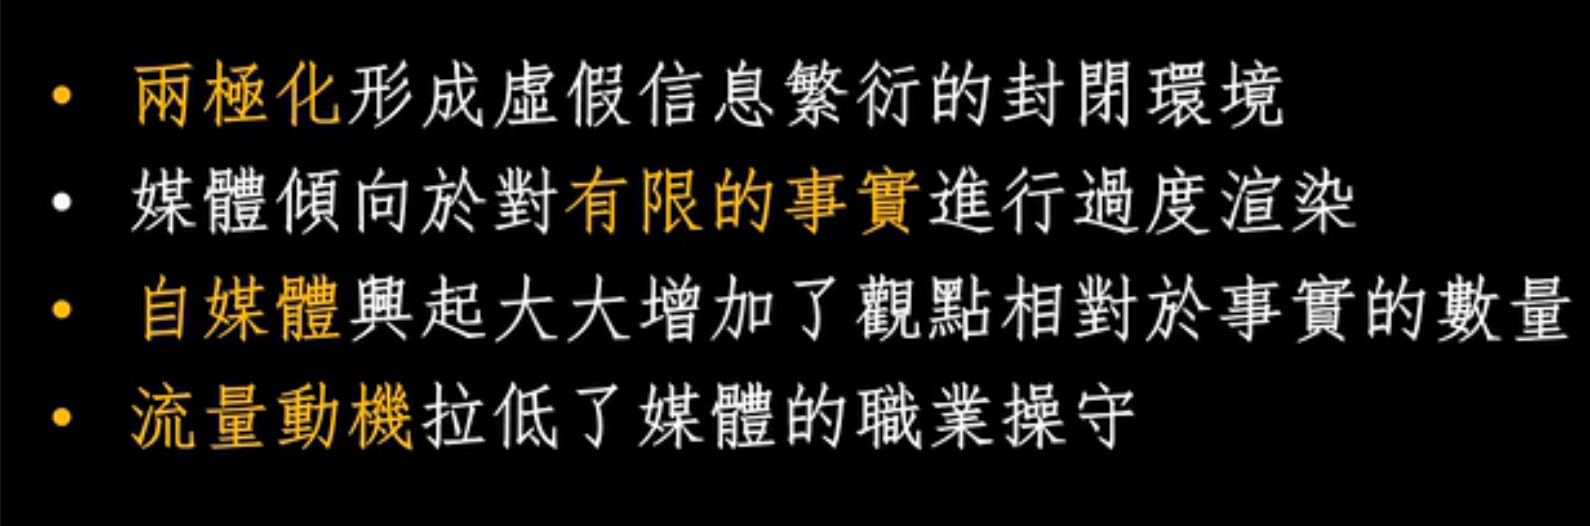 • 兩極化形成虛假信息繁衍的封閉環境
• 媒體傾向於對有限的事實進行過度渲染
• 自媒體興起大大增加了觀點相對於事實的數量
• 流量動機拉低了媒體的職業操守